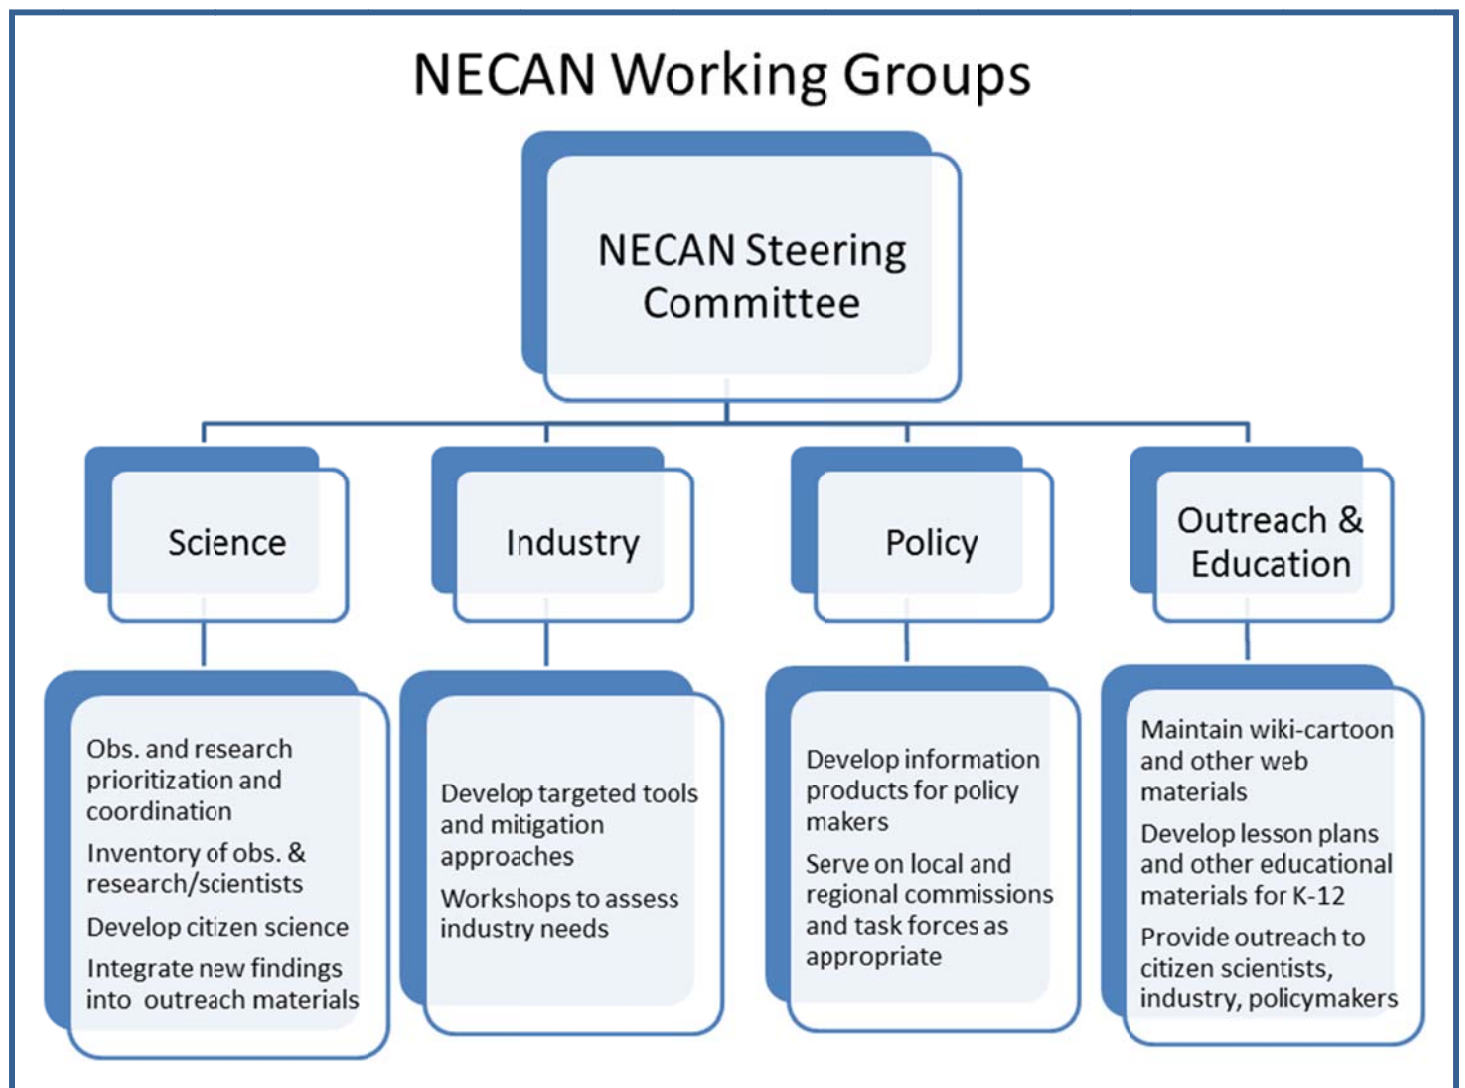 NECAN Working Groups
NECAN Steering
Committee
Science
Industry
Policy
Outreach &
Education
Obs. and research
prioritization and
coordination
Inventory of obs. &
research/scientists
Develop citizen science
Integrate new findings
into outreach materials
Develop targeted tools
and mitigation
approaches
Workshops to assess
industry needs
Develop information
products for policy
makers
Serve on local and
regional commissions
and task forces as
appropriate
Maintain wiki-cartoon
and other web
materials
Develop lesson plans
and other educational
materials for K-12
Provide outreach to
citizen scientists,
industry, policymakers